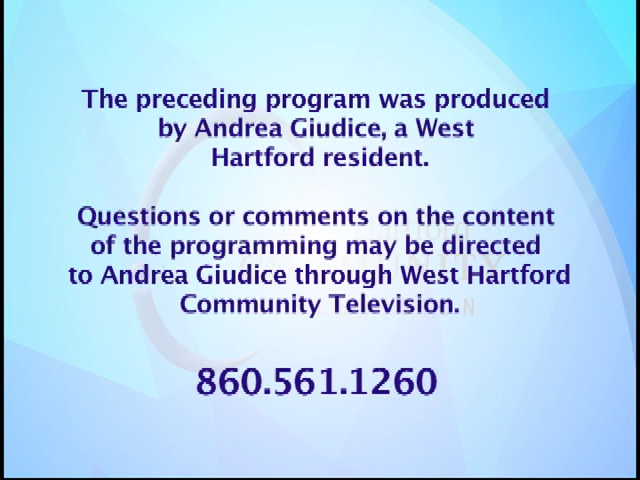 The preceding program was produced
by Andrea Giudice, a West
Hartford resident.
Questions or comments on the content
of the programming may be directed
to Andrea Giudice through West Hartford
Community Television.
860.561.1260